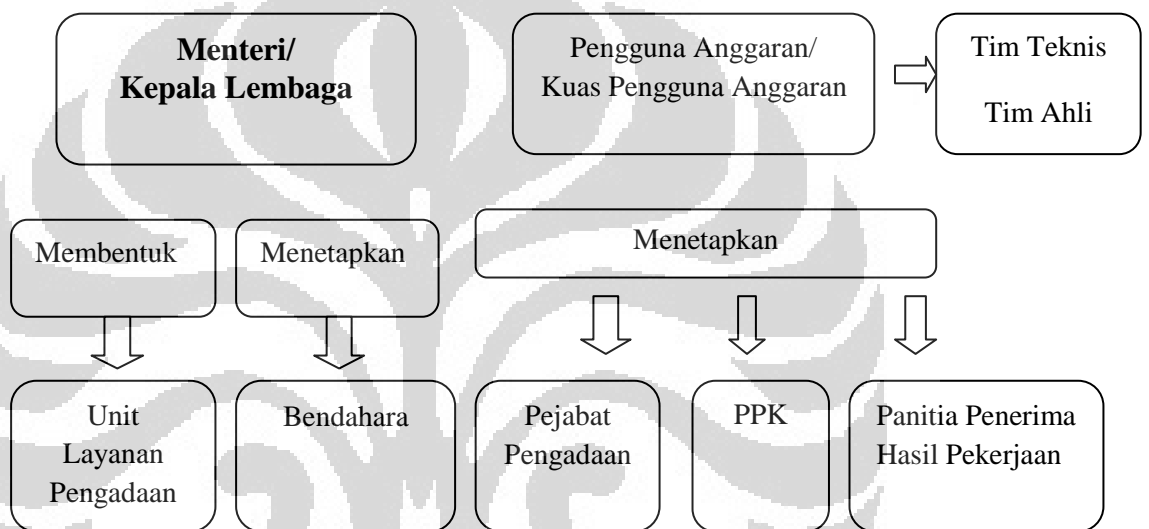 Menteri/
Kepala Lembaga
Pengguna Anggaran/
Kuas Pengguna Anggaran
Tim Teknis
Tim Ahli
Membentuk
Menetapkan
Menetapkan
Unit
Layanan
Pengadaan
Bendahara
Pejabat
Pengadaan
PPK
Panitia Penerima
Hasil Pekerjaan